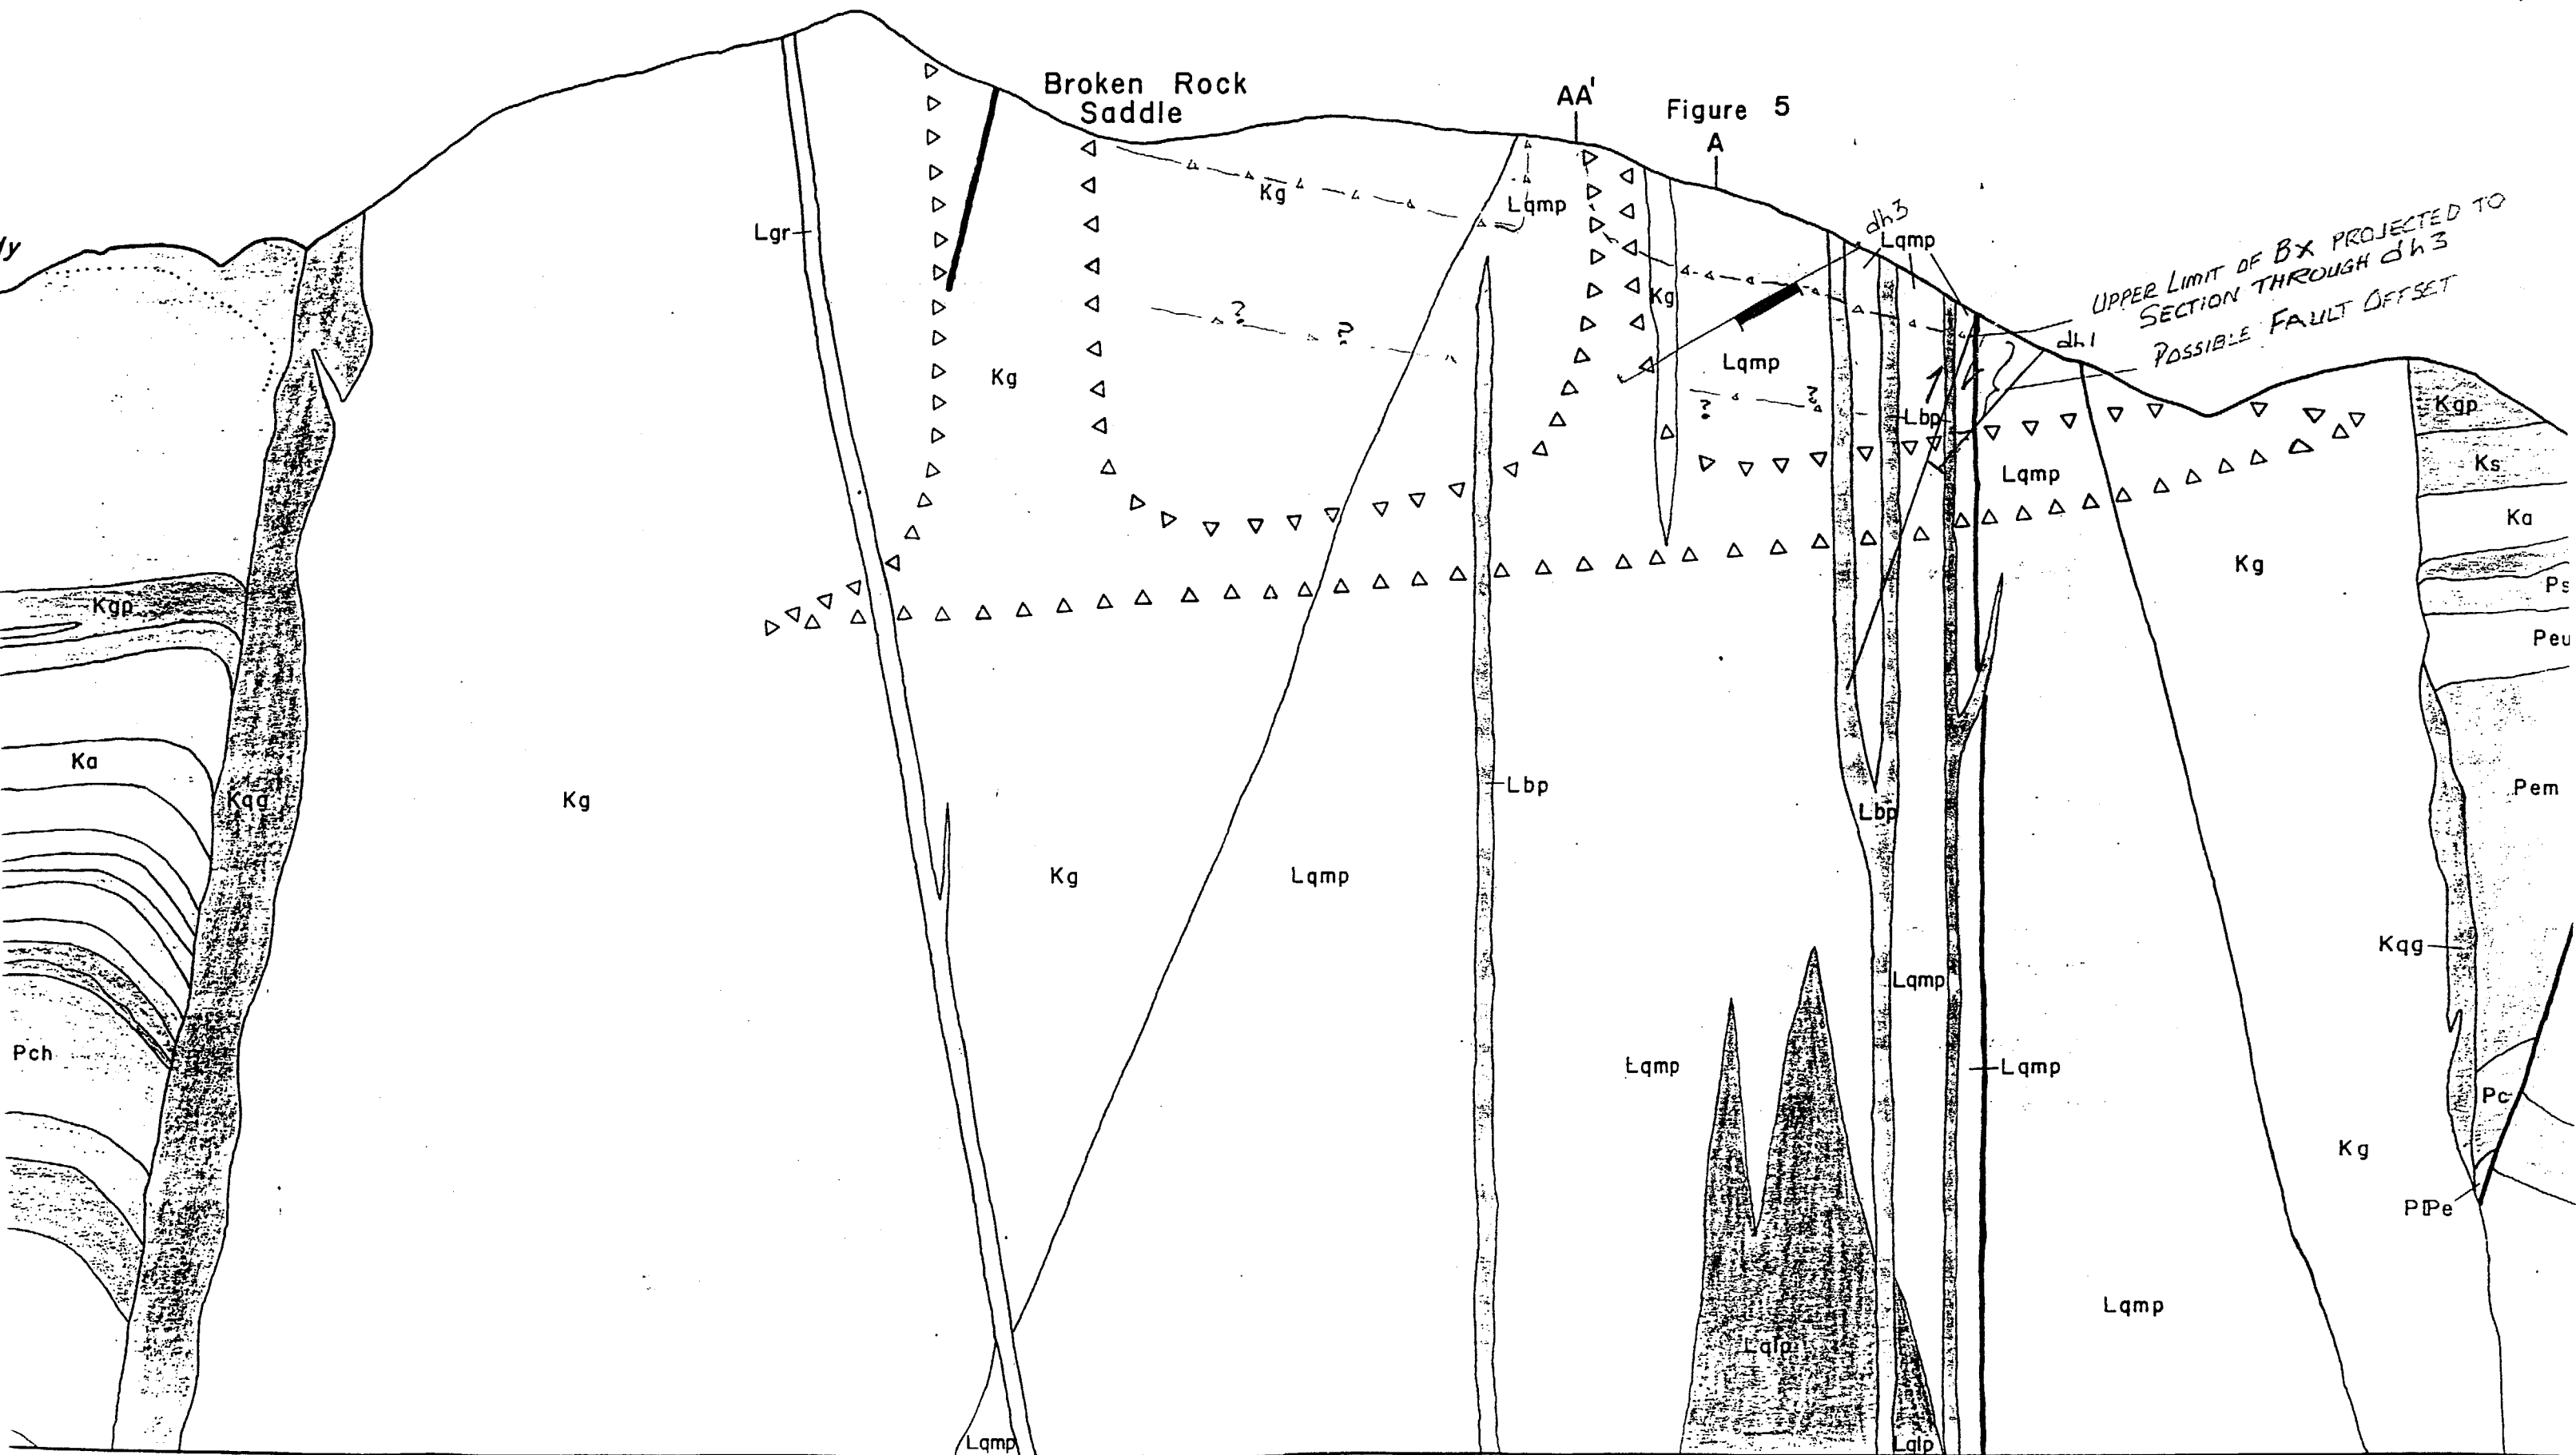 Broken Rock
Saddle
AA'
Figure 5
A
ly
Lgr
Kg
Lqmp
dh3
Lqmp
UPPER LIMIT OF BX PROJECTED TO
SECTION THROUGH dh3
POSSIBLE FAULT OFFSET
dh1
Kg
?
?
Kg
Lqmp
?
?
Lbp
Kgp
Ks
Lqmp
Ka
Kg
Kgp
Ps
Peu
Ka
Kqg
Kg
Lbp
Lbp
Pem
Kg
Lqmp
Kqg
Lqmp
Pch
Lqmp
Lqmp
Pc
Kg
PIPe
Lqmp
Lqlp
Lqmp
Lqlp